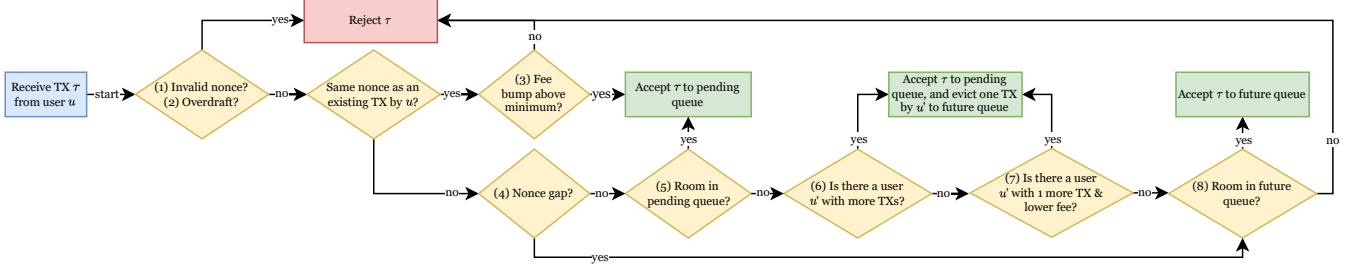 yes
Reject τ
no
Receive TX τ
from user u
start
(1) Invalid nonce?
(2) Overdraft?
no
Same nonce as an
existing TX by u?
yes
(3) Fee
bump above
minimum?
yes
Accept τ to pending
queue
Accept τ to pending
queue, and evict one TX
by u' to future queue
Accept τ to future queue
yes
yes
yes
yes
no
no
(4) Nonce gap?
no
(5) Room in
pending queue?
no
(6) Is there a user
u' with more TXs?
no
(7) Is there a user
u' with 1 more TX &
lower fee?
no
(8) Room in future
queue?
yes